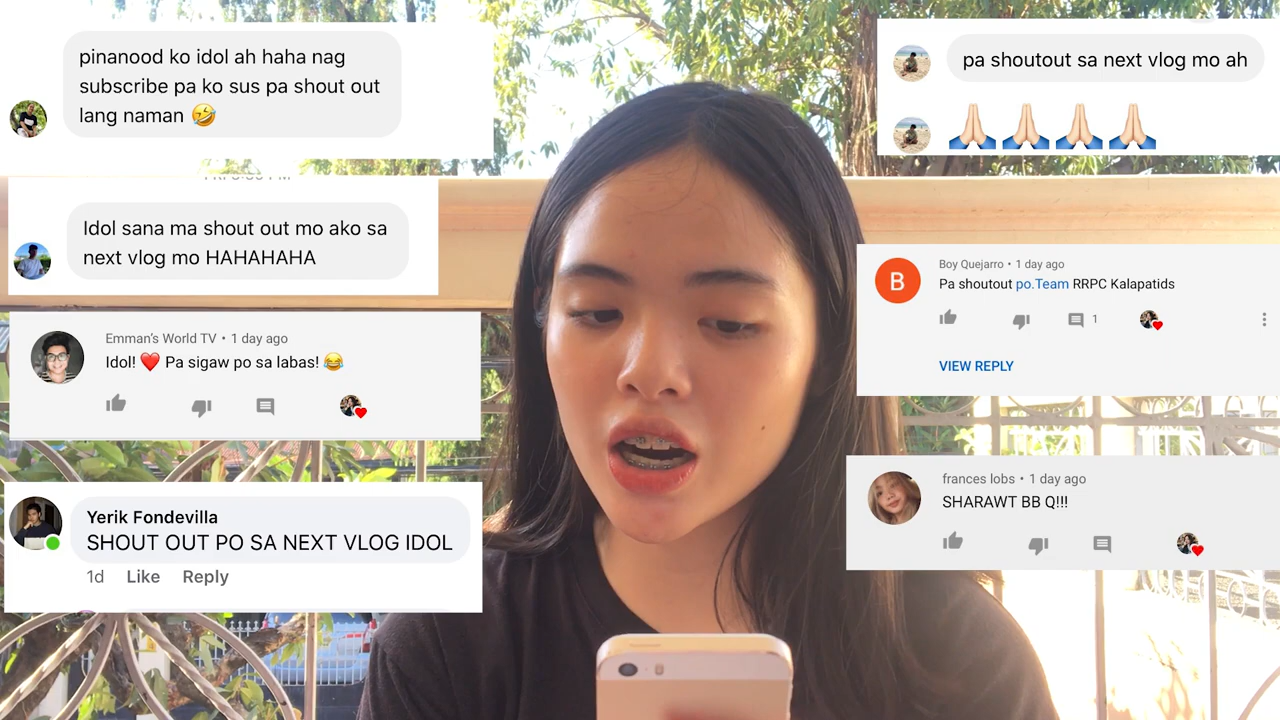 pinanood ko idol ah haha nag
subscribe pa ko sus pa shout out
lang naman 🤣
Idol sana ma shout out mo ako sa
next vlog mo HAHAHAHA
Emman's World TV • 1 day ago
Idol! ❤️ Pa sigaw po sa labas! 😂
Yerik Fondevilla
SHOUT OUT PO SA NEXT VLOG IDOL
1d Like Reply
pa shoutout sa next vlog mo ah
🙏🏻🙏🏻🙏🏻🙏🏻
B
Boy Quejarro • 1 day ago
Pa shoutout po.Team RRPC Kalapatids
1
VIEW REPLY
frances lobs • 1 day ago
SHARAWT BB Q!!!